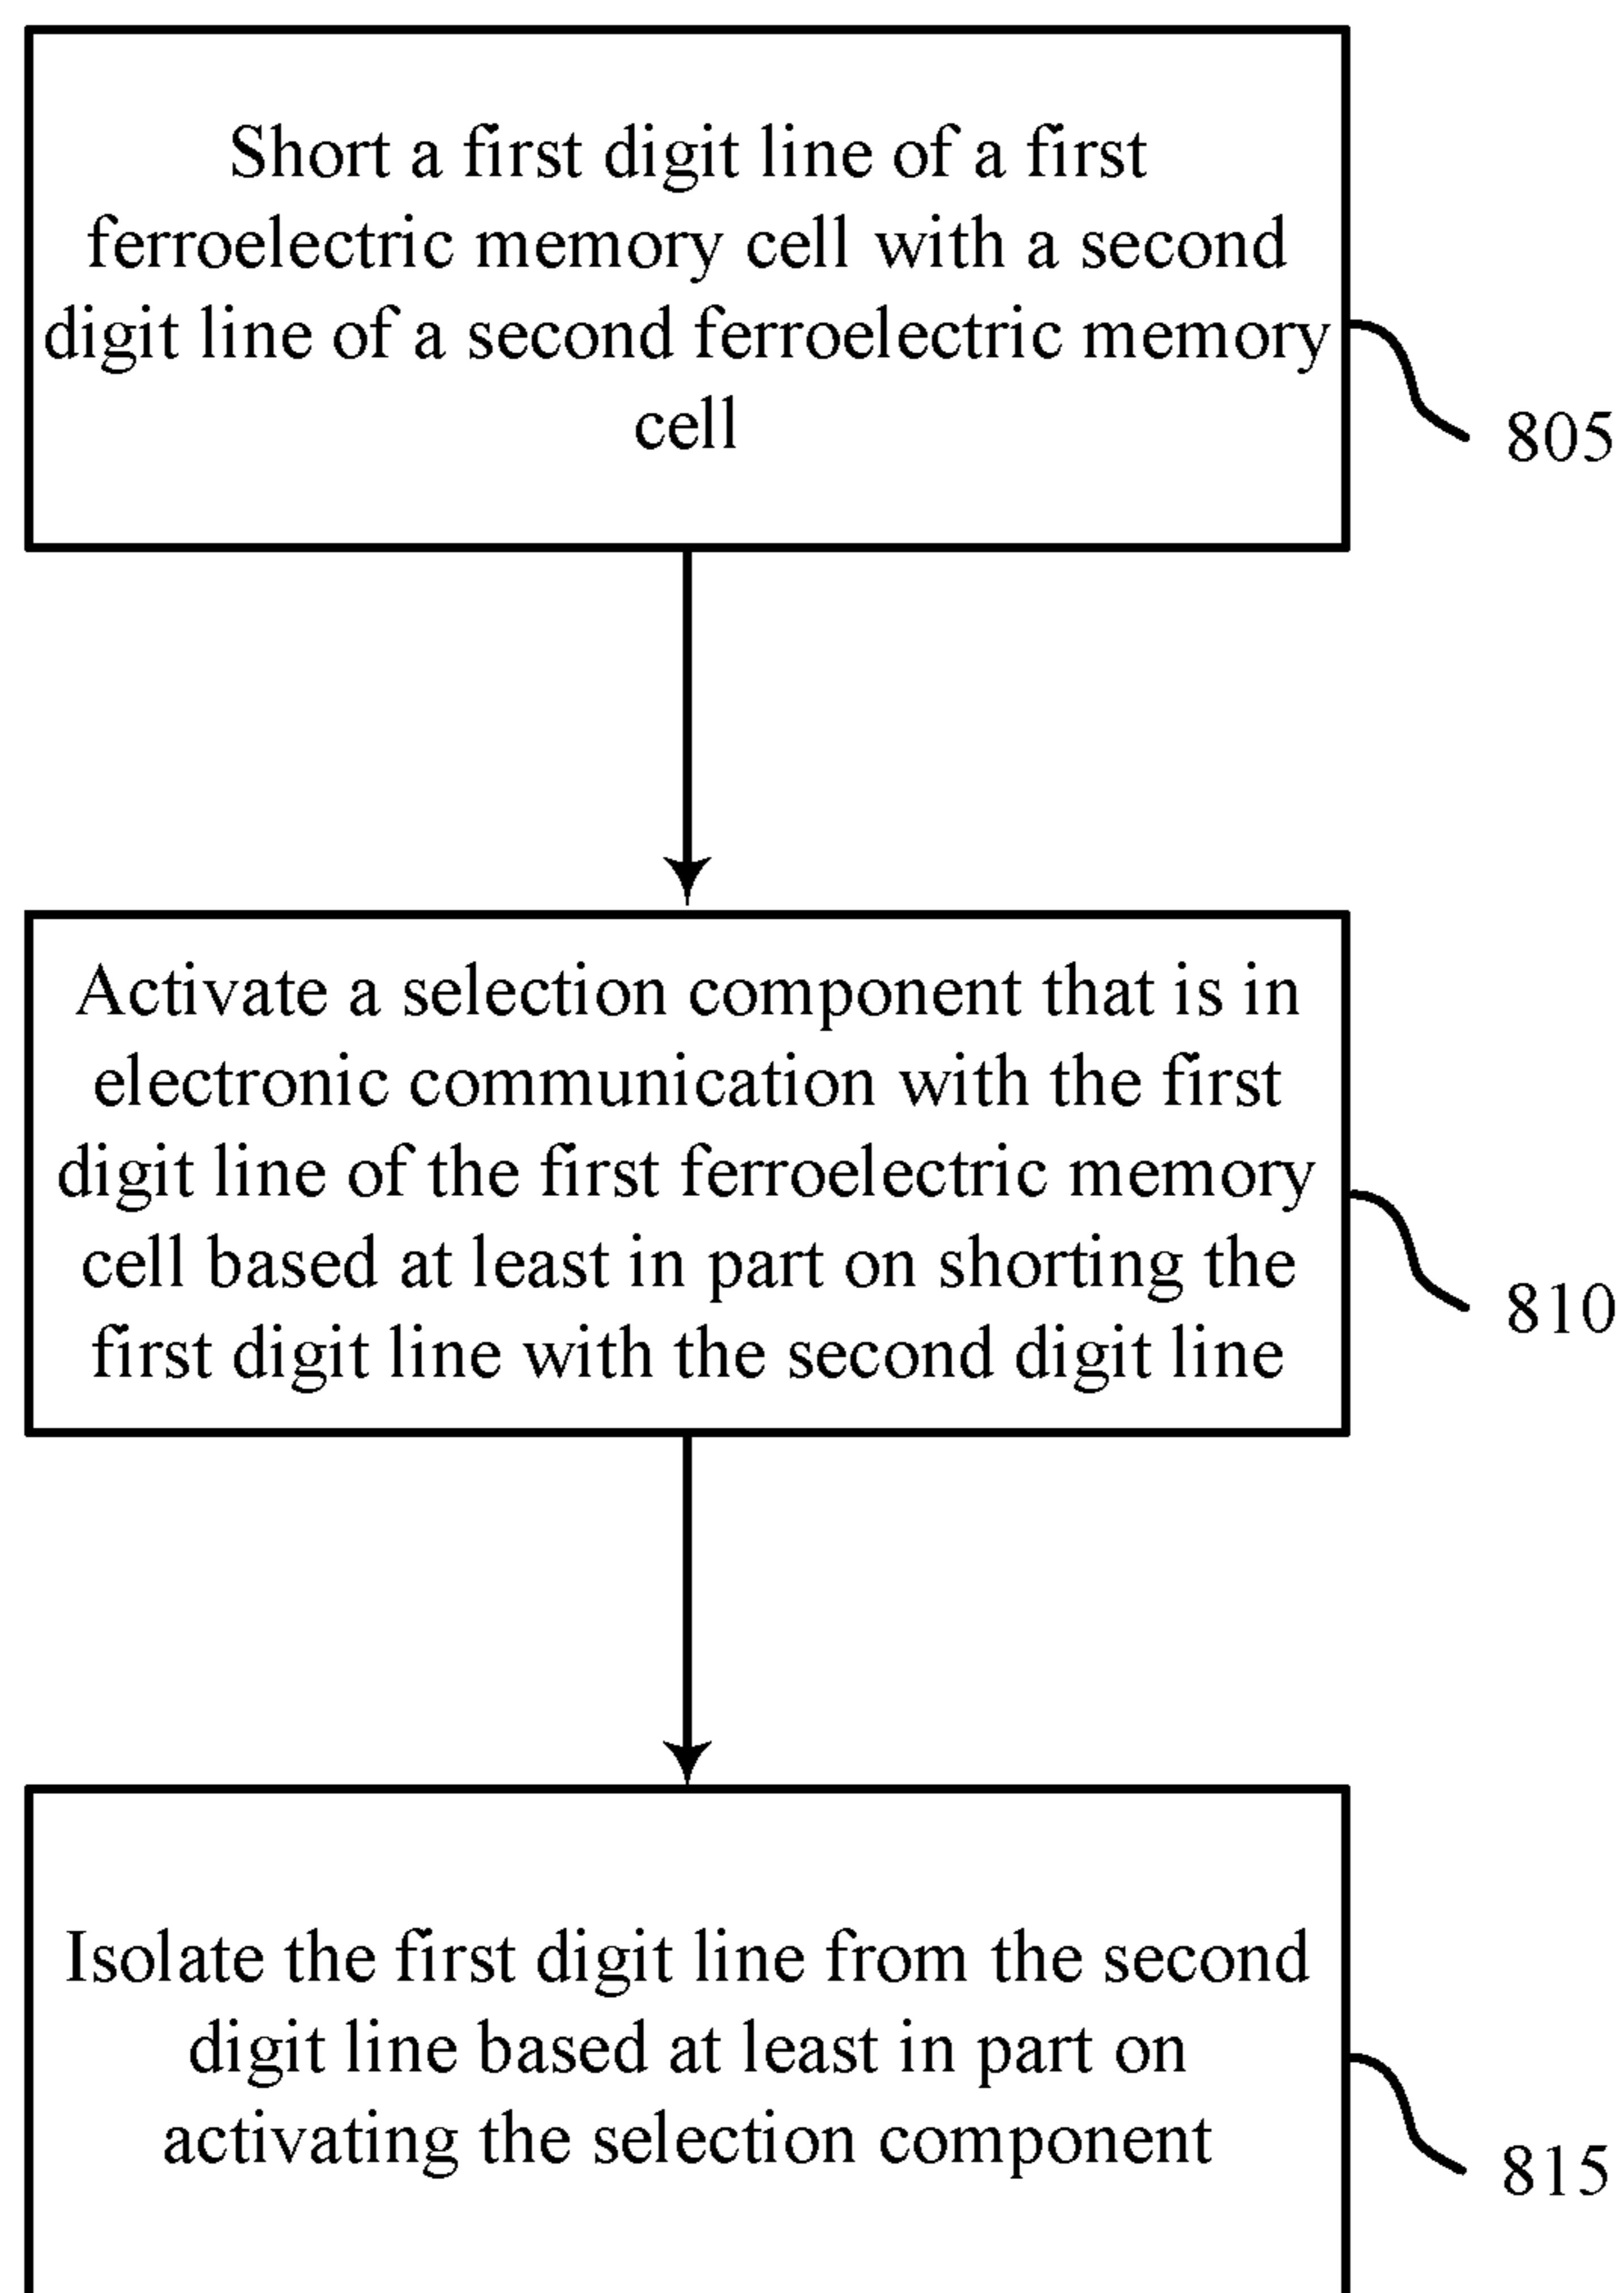 Short a first digit line of a first
ferroelectric memory cell with a second
digit line of a second ferroelectric memory
cell
805
Activate a selection component that is in
electronic communication with the first
digit line of the first ferroelectric memory
cell based at least in part on shorting the
first digit line with the second digit line
810
Isolate the first digit line from the second
digit line based at least in part on
activating the selection component
815